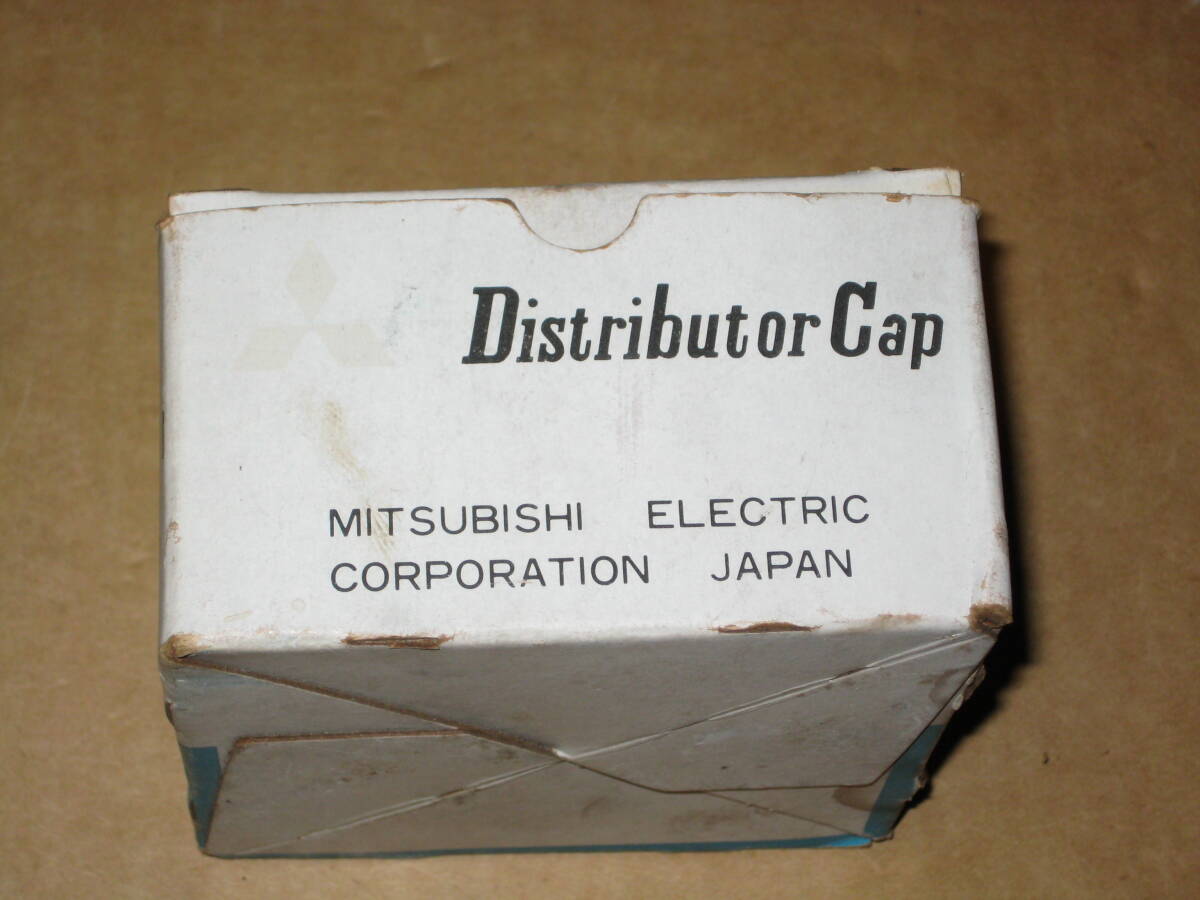 Distributor Cap
MITSUBISHI ELECTRIC
CORPORATION JAPAN